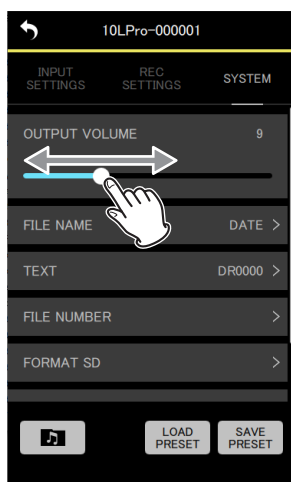 10LPro-000001
INPUT
SETTINGS
REC
SETTINGS
SYSTEM
OUTPUT VOLUME 9
FILE NAME DATE >
TEXT DR0000 >
FILE NUMBER >
FORMAT SD >
LOAD
PRESET
SAVE
PRESET